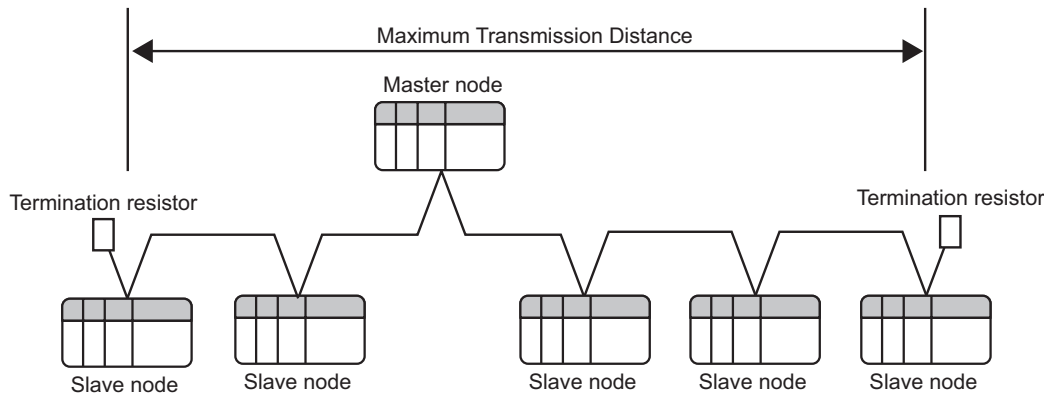 Maximum Transmission Distance
Master node
Termination resistor
Termination resistor
Slave node
Slave node
Slave node
Slave node
Slave node